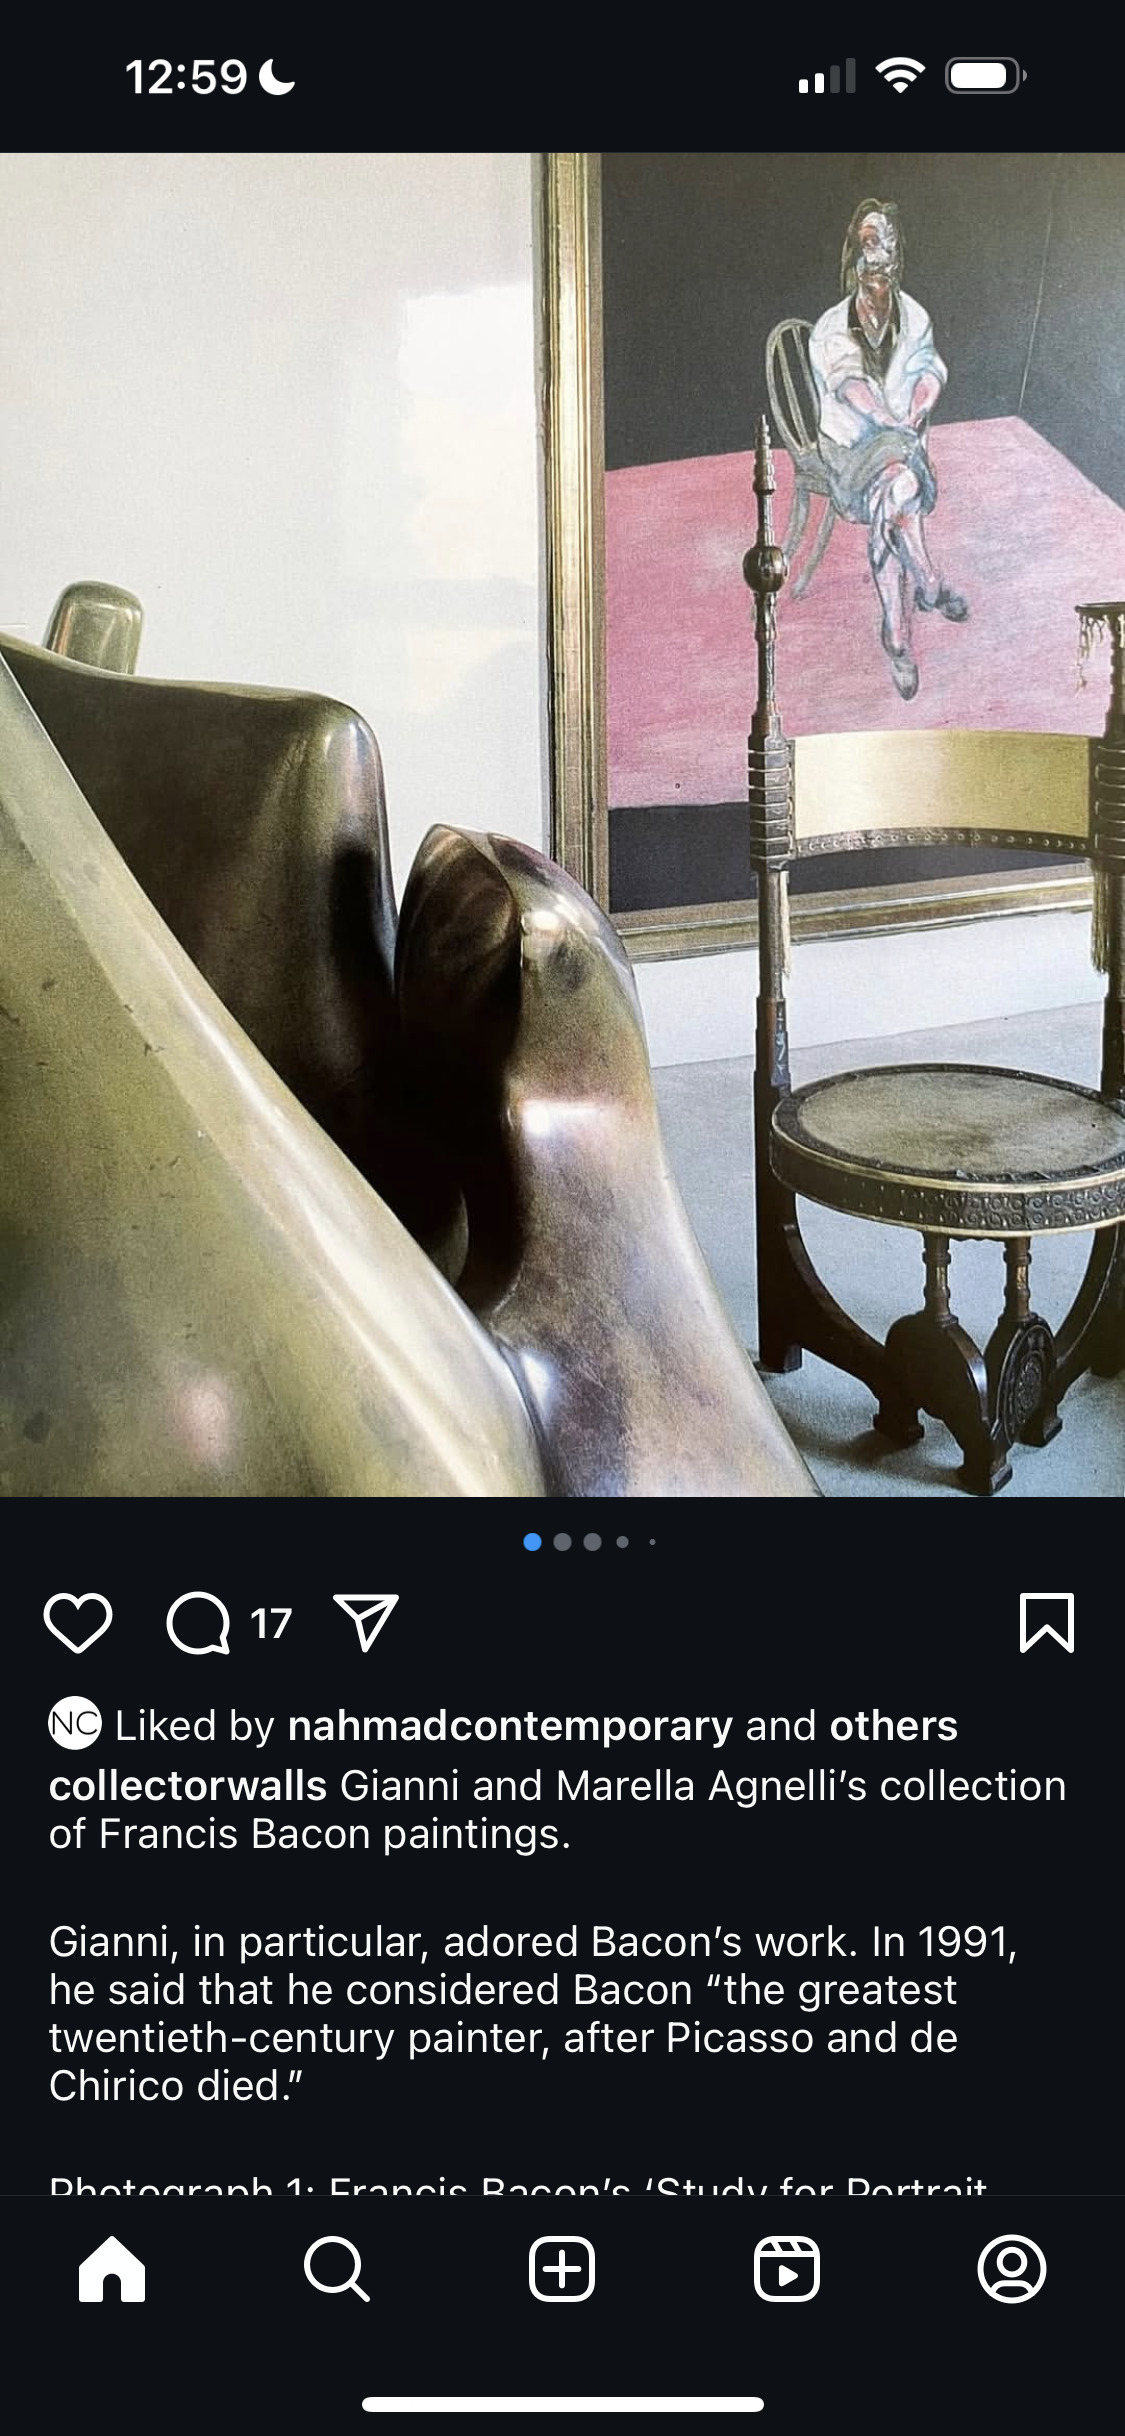 12:59
17
NC Liked by nahmadcontemporary and others
collectorwalls Gianni and Marella Agnelli’s collection
of Francis Bacon paintings.
Gianni, in particular, adored Bacon’s work. In 1991,
he said that he considered Bacon “the greatest
twentieth-century painter, after Picasso and de
Chirico died.”
Photograph 1: Francis Bacon’s ‘Study for Portrait